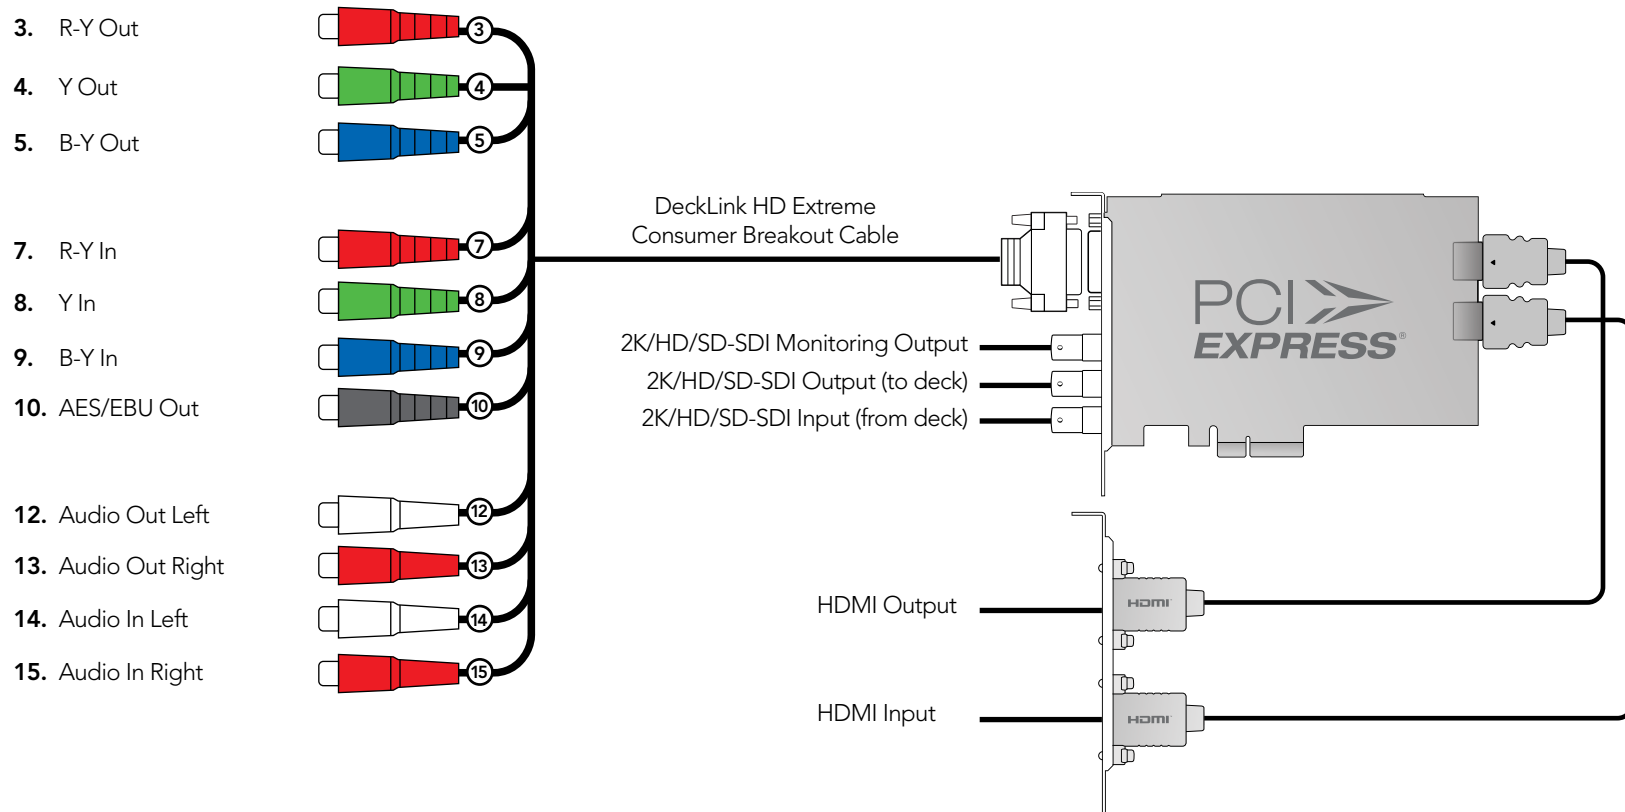 3. R-Y Out
3
4. Y Out
4
5. B-Y Out
5
7. R-Y In
7
8. Y In
8
9. B-Y In
9
10. AES/EBU Out
10
12. Audio Out Left
12
13. Audio Out Right
13
14. Audio In Left
14
15. Audio In Right
15
DeckLink HD Extreme
Consumer Breakout Cable
2K/HD/SD-SDI Monitoring Output
2K/HD/SD-SDI Output (to deck)
2K/HD/SD-SDI Input (from deck)
PCI
EXPRESS®
HDMI Output
HDMI
HDMI Input
HDMI